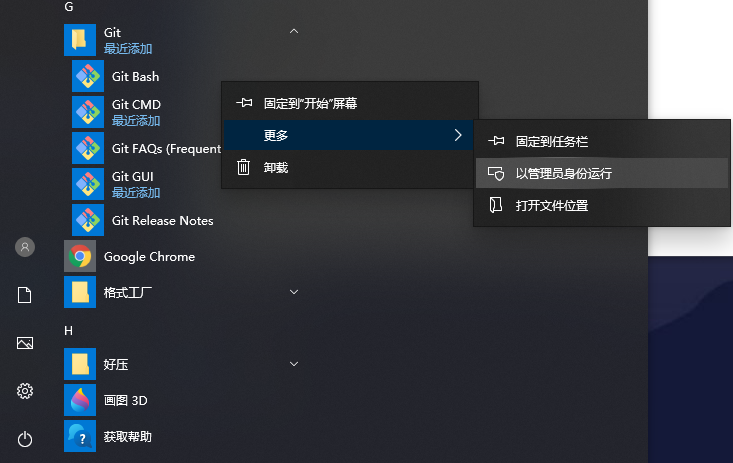 G
Git
最近添加
Git Bash
Git CMD
最近添加
Git FAQs (Frequent
Git GUI
最近添加
Git Release Notes
Google Chrome
格式工厂
H
好压
画图 3D
获取帮助
固定到"开始"屏幕
更多
卸载
固定到任务栏
以管理员身份运行
打开文件位置